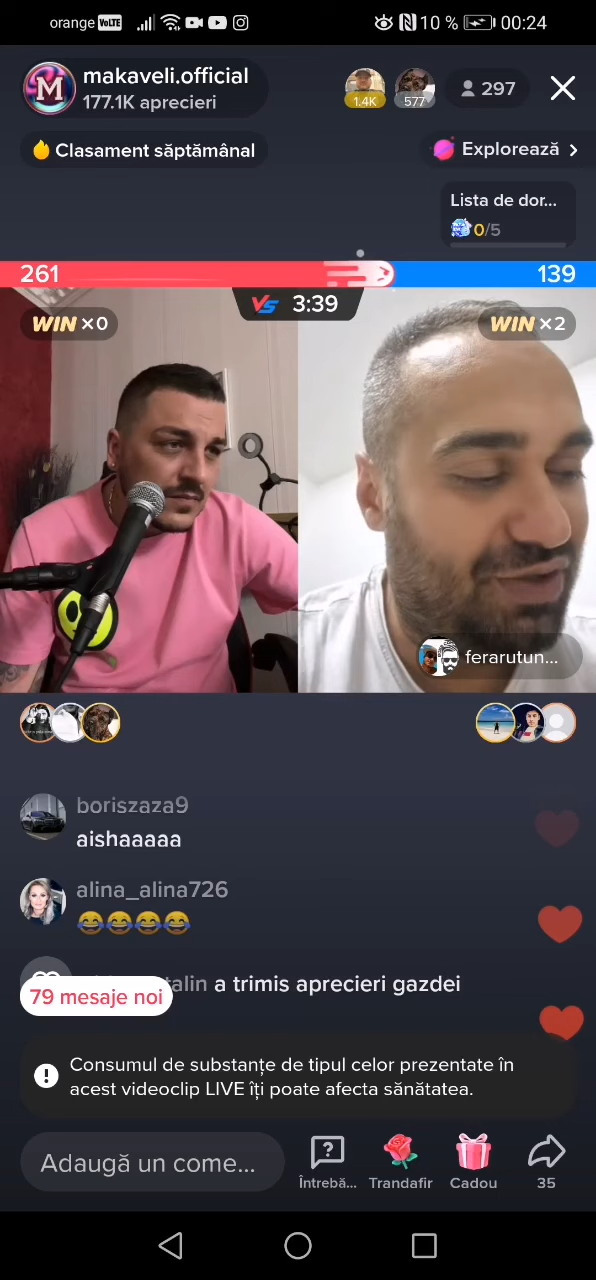 orange VoLTE 10 % 00:24
M makaveli.official
177.1K aprecieri
1.4K 577 297
Clasament săptămânal
Explorează
Lista de dor...
0/5
261 139
VS 3:39
WIN ×0 WIN ×2
ferarutun...
boriszaza9
aishaaaaa
alina_alina726
😂😂😂😂
talin a trimis aprecieri gazdei
79 mesaje noi
Consumul de substanțe de tipul celor prezentate în
acest videoclip LIVE îți poate afecta sănătatea.
Adaugă un come...
Întrebă... Trandafir Cadou 35